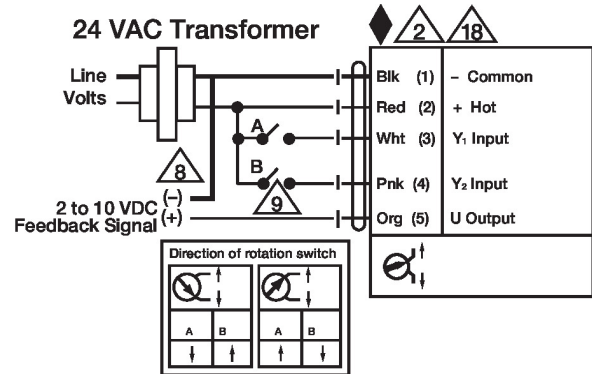 24 VAC Transformer
2 18
Line
Volts
Blk (1) – Common
Red (2) + Hot
A
Wht (3) Y₁ Input
B
Pnk (4) Y₂ Input
8
9
2 to 10 VDC (–)
Feedback Signal (+)
Org (5) U Output
Direction of rotation switch
A B A B